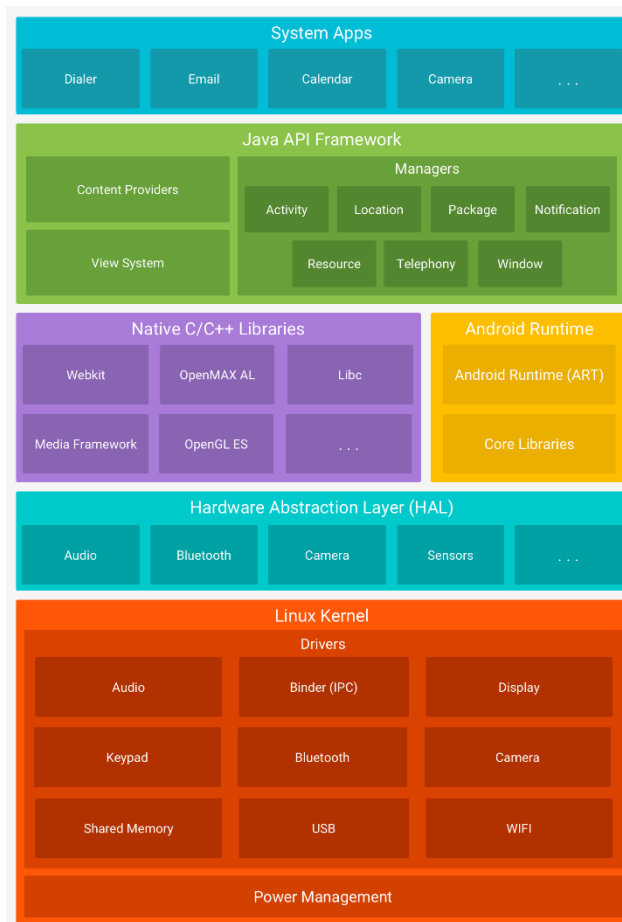 System Apps
Dialer
Email
Calendar
Camera
. . .
Java API Framework
Content Providers
View System
Managers
Activity
Location
Package
Notification
Resource
Telephony
Window
Native C/C++ Libraries
Webkit
OpenMAX AL
Libc
Media Framework
OpenGL ES
. . .
Android Runtime
Android Runtime (ART)
Core Libraries
Hardware Abstraction Layer (HAL)
Audio
Bluetooth
Camera
Sensors
. . .
Linux Kernel
Drivers
Audio
Binder (IPC)
Display
Keypad
Bluetooth
Camera
Shared Memory
USB
WIFI
Power Management